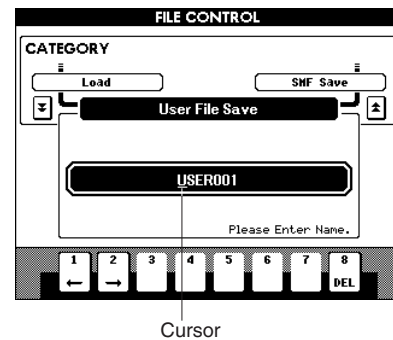 FILE CONTROL
CATEGORY
Load SMF Save
User File Save
USER001
Please Enter Name.
1 2 3 4 5 6 7 8
← → DEL
Cursor